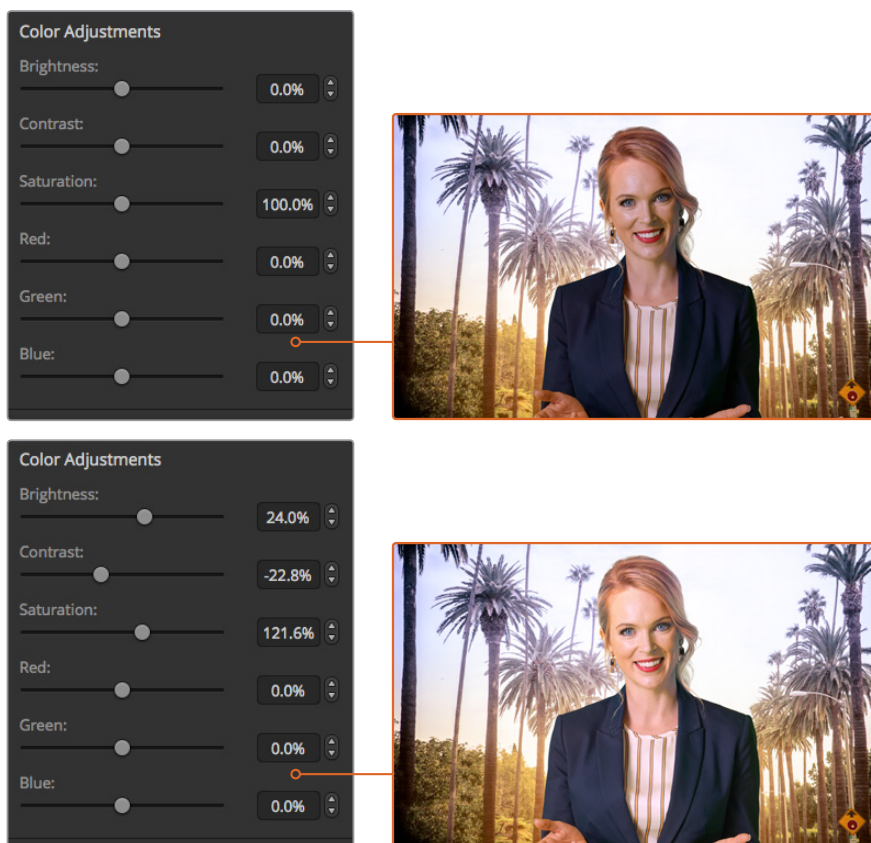 Color Adjustments
Brightness:
0.0%
Contrast:
0.0%
Saturation:
100.0%
Red:
0.0%
Green:
0.0%
Blue:
0.0%
Color Adjustments
Brightness:
24.0%
Contrast:
-22.8%
Saturation:
121.6%
Red:
0.0%
Green:
0.0%
Blue:
0.0%